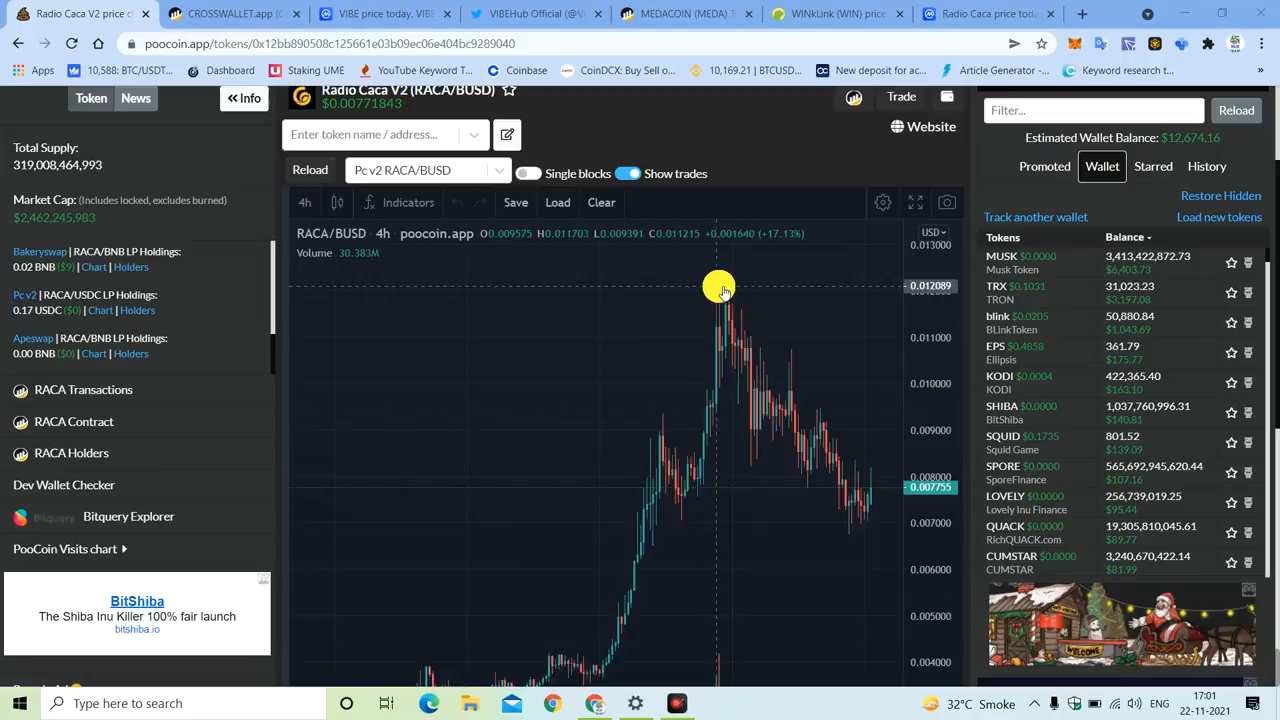 Radio Cac
CROSSWALLET.org
VIBE price today, $VIBE
VIBEHub Official (@V
MEDACOIN (MEDA)
WINkLink (WIN) price
Radio Caca V2
poocoin.app/tokens/0x12bb890508c125661e03b09ec06e404bc9289040
Apps
10,588: BTC/USDT...
Dashboard
Staking UME
YouTube Keyword T...
Coinbase
CoinDCX: Buy sel o...
10,169.21 | BTCUSD...
New deposit for ac...
Article Generator -...
Keyword research t...
Token
News
Info
Radio Caca V2 (RACA/BUSD)
$0.00771843
Trade
Website
Enter token name / address...
Reload
Pc v2 RACA/BUSD
Single blocks
Show trades
4h
Indicators
Save
Load
Clear
RACA/BUSD 4h poocoin.app O0.009575 H0.011703 L0.009391 C0.011215 +0.001640 (+17.13%)
Volume 30.383M
USD
0.013000
0.012089
0.011000
0.010000
0.009000
0.008000
0.007755
0.007000
0.006000
0.005000
0.004000
Total Supply:
319,008,464,993
Market Cap: (Includes locked, excludes burned)
$2,462,245,983
Bakeryswap | RACA/BNB LP Holdings:
0.02 BNB ($9) | Chart | Holders
Pc v2 | RACA/USDC LP Holdings:
0.17 USDC ($0) | Chart | Holders
Apeswap | RACA/BNB LP Holdings:
0.00 BNB ($0) | Chart | Holders
RACA Transactions
RACA Contract
RACA Holders
Dev Wallet Checker
Bitquery Bitquery Explorer
PooCoin Visits chart
BitShiba
The Shiba Inu Killer 100% fair launch
bitshiba.io
Filter...
Reload
Estimated Wallet Balance: $12,674.16
Promoted
Wallet
Starred
History
Restore Hidden
Track another wallet
Load new tokens
Tokens
Balance
MUSK $0.0000 3,413,422,872.73
Musk Token $6,403.73
TRX $0.1031 31,023.23
TRON $3,197.08
blink $0.0205 50,880.84
BLinkToken $1,043.69
EPS $0.4858 361.79
Ellipsis $175.77
KODI $0.0004 422,365.40
KODI $163.10
SHIBA $0.0000 1,037,760,996.31
BitShiba $140.81
SQUID $0.1735 801.52
Squid Game $139.09
SPORE $0.0000 565,692,945,620.44
SporeFinance $107.16
LOVELY $0.0000 256,739,019.25
Lovely Inu Finance $95.44
QUACK $0.0000 19,305,810,045.61
RichQUACK.com $89.77
CUMSTAR $0.0000 3,240,670,422.14
CUMSTAR $81.99
WELCOME
Type here to search
32°C Smoke
ENG
17:01
22-11-2021